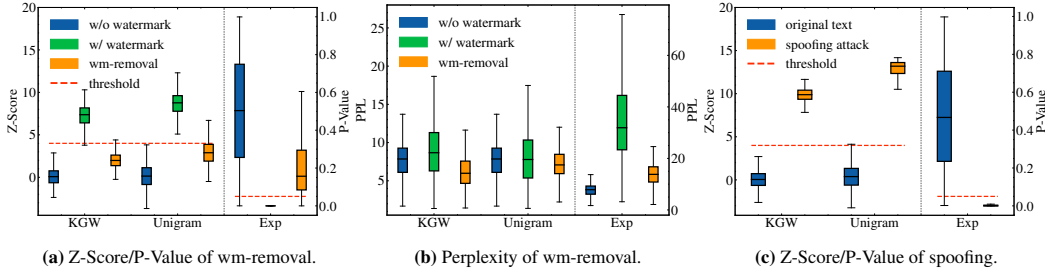 20
15
10
5
0
Z-Score
w/o watermark
w/ watermark
wm-removal
threshold
1.0
0.8
0.6
0.4
0.2
0.0
P-Value
KGW
Unigram
Exp
(a) Z-Score/P-Value of wm-removal.
25
20
15
10
5
PPL
w/o watermark
w/ watermark
wm-removal
60
40
20
0
PPL
KGW
Unigram
Exp
(b) Perplexity of wm-removal.
20
15
10
5
0
Z-Score
original text
spoofing attack
threshold
1.0
0.8
0.6
0.4
0.2
0.0
P-Value
KGW
Unigram
Exp
(c) Z-Score/P-Value of spoofing.